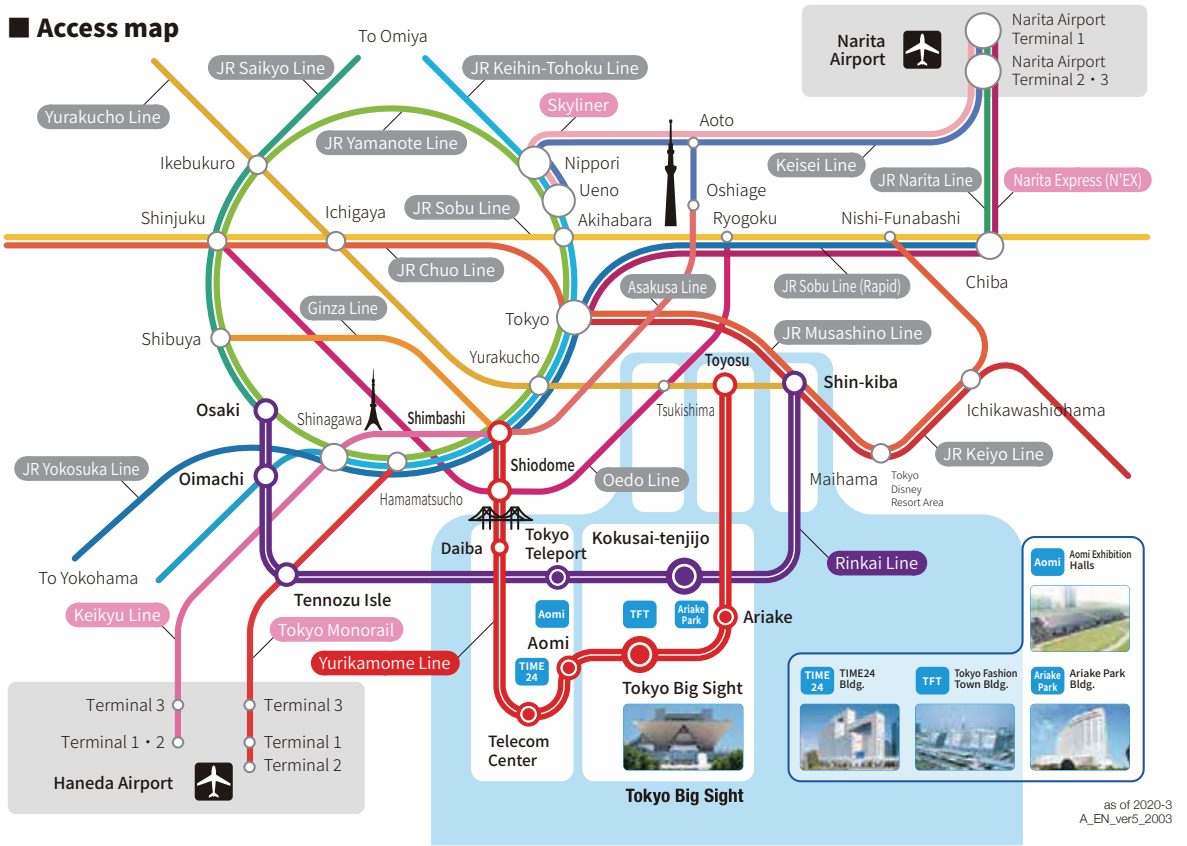 ■ Access map
To Omiya
Narita Airport
Terminal 1
Narita
Airport
Narita Airport
Terminal 2・3
JR Saikyo Line
JR Keihin-Tohoku Line
Skyliner
Yurakucho Line
JR Yamanote Line
Aoto
Ikebukuro
Nippori
Keisei Line
JR Narita Line
Narita Express (N'EX)
Ueno
Oshiage
Shinjuku
Ichigaya
JR Sobu Line
Akihabara
Ryogoku
Nishi-Funabashi
JR Chuo Line
Chiba
Asakusa Line
JR Sobu Line (Rapid)
Ginza Line
Tokyo
JR Musashino Line
Shibuya
Yurakucho
Toyosu
Shin-kiba
Osaki
Shinagawa
Shimbashi
Tsukishima
Ichikawashiohama
JR Yokosuka Line
Oimachi
Shiodome
Oedo Line
Maihama
JR Keiyo Line
Tokyo
Disney
Resort Area
Hamamatsucho
Daiba
Tokyo
Teleport
Kokusai-tenjijo
Rinkai Line
To Yokohama
Tennozu Isle
Keikyu Line
Tokyo Monorail
Yurikamome Line
Aomi
TFT
Ariake
Park
Ariake
Aomi
TIME
24
Tokyo Big Sight
Telecom
Center
Tokyo Big Sight
Terminal 3
Terminal 3
Terminal 1・2
Terminal 1
Terminal 2
Haneda Airport
Aomi
Aomi Exhibition
Halls
TIME
24
TIME24
Bldg.
TFT
Tokyo Fashion
Town Bldg.
Ariake
Park
Ariake Park
Bldg.
as of 2020-3
A_EN_ver5_2003